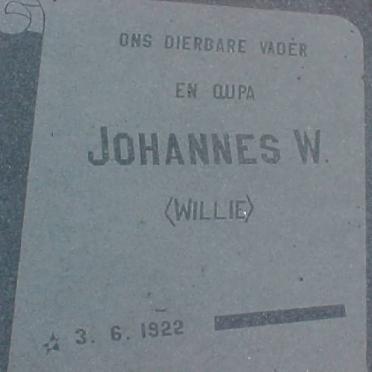 ONS DIERBARE VADER
EN OUPA
JOHANNES W.
(WILLIE)
3. 6. 1922